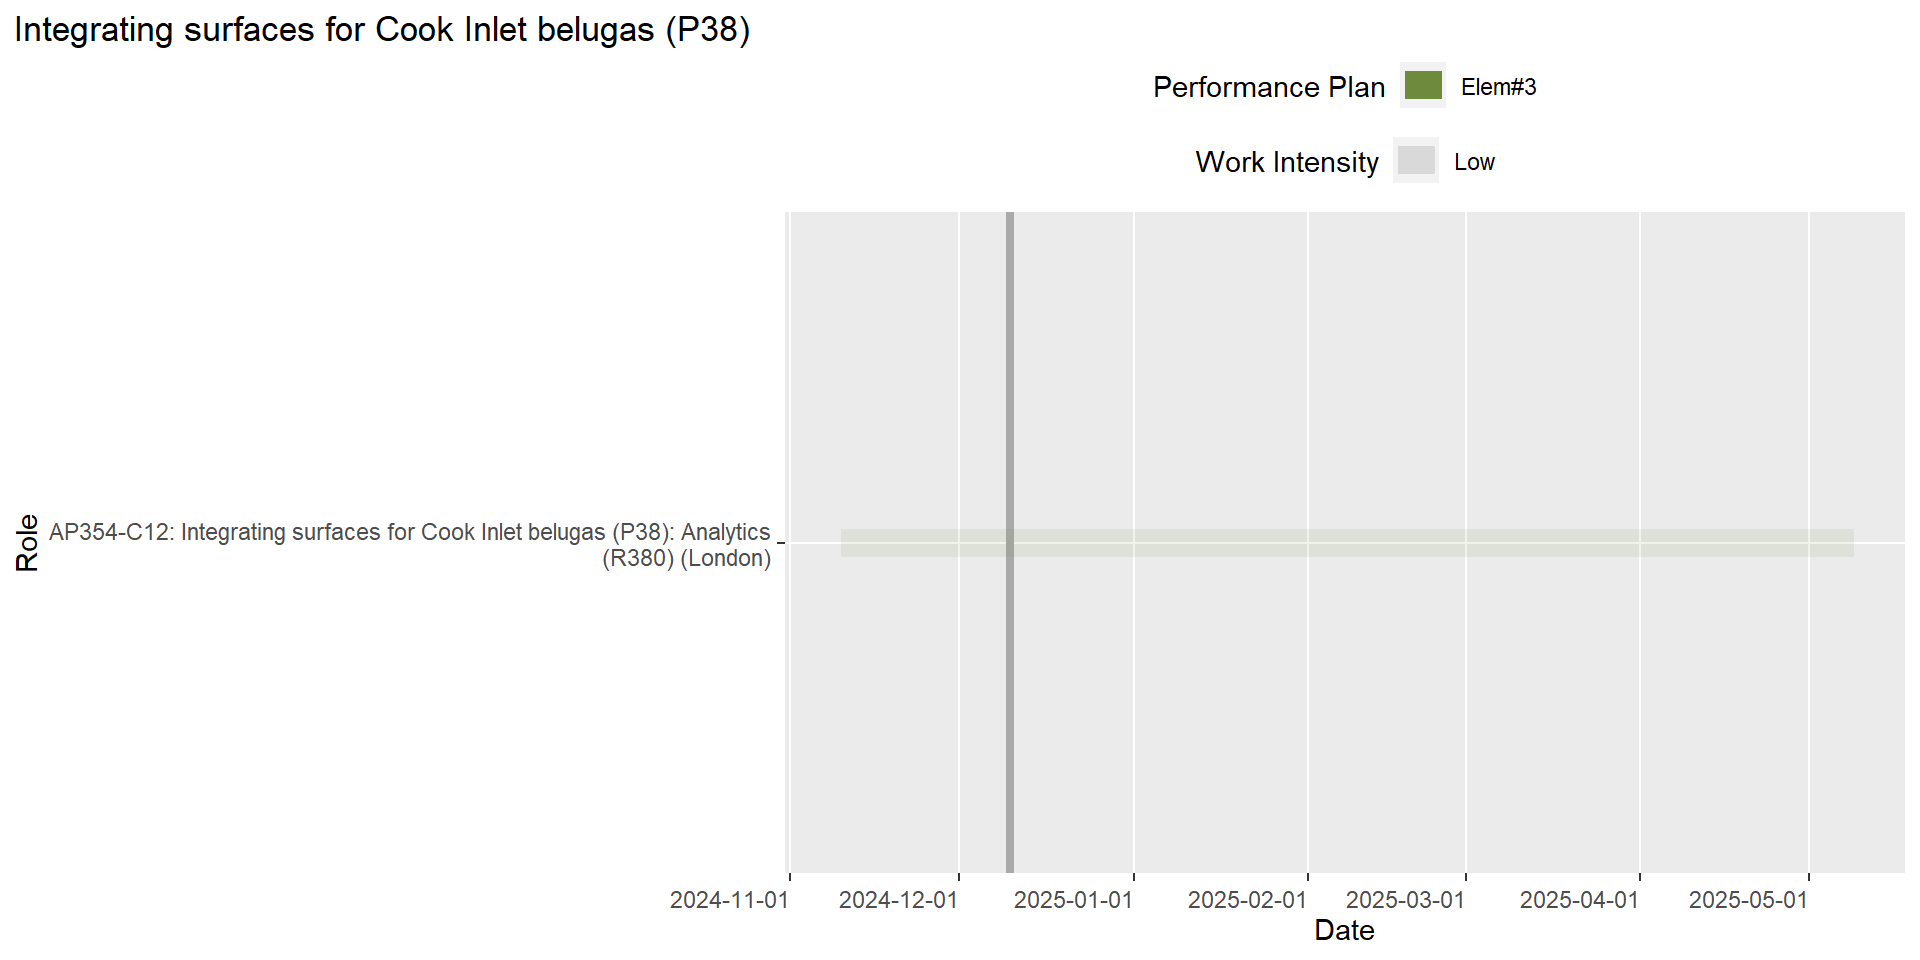 Integrating surfaces for Cook Inlet belugas (P38)
Performance Plan
Elem#3
Work Intensity
Low
Role
AP354-C12: Integrating surfaces for Cook Inlet belugas (P38): Analytics
(R380) (London)
2024-11-01
2024-12-01
2025-01-01
2025-02-01
2025-03-01
2025-04-01
2025-05-01
Date